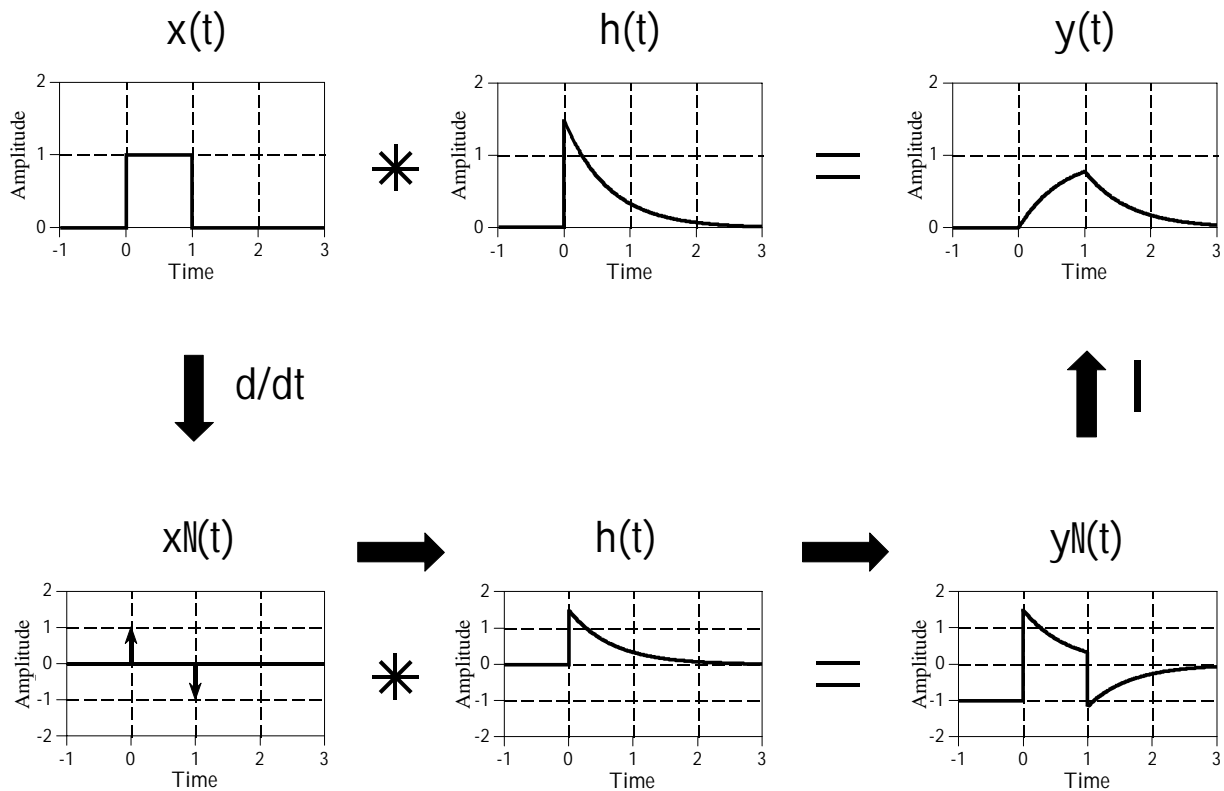 x(t)
h(t)
y(t)
Amplitude
2
1
0
-1 0 1 2 3
Time
*
Amplitude
2
1
0
-1 0 1 2 3
Time
=
Amplitude
2
1
0
-1 0 1 2 3
Time
d/dt
I
xN(t)
h(t)
yN(t)
Amplitude
2
1
0
-1
-2
-1 0 1 2 3
Time
*
Amplitude
2
1
0
-1
-2
-1 0 1 2 3
Time
=
Amplitude
2
1
0
-1
-2
-1 0 1 2 3
Time